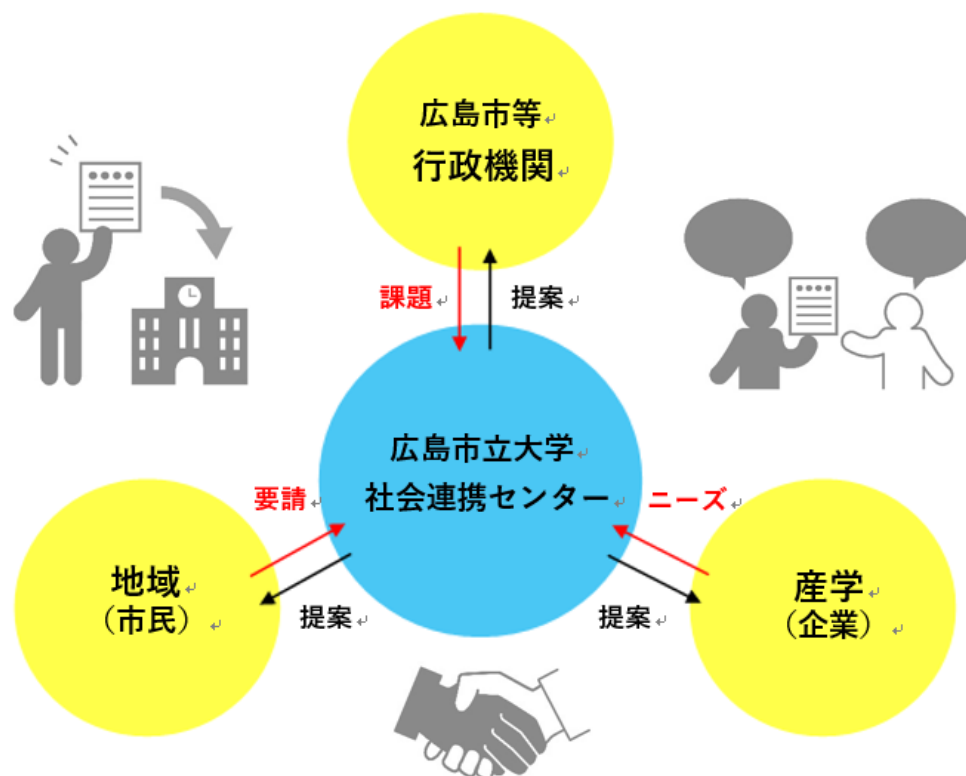 広島市等
行政機関
課題
提案
広島市立大学
社会連携センター
要請
ニーズ
地域
（市民）
提案
提案
産学
（企業）